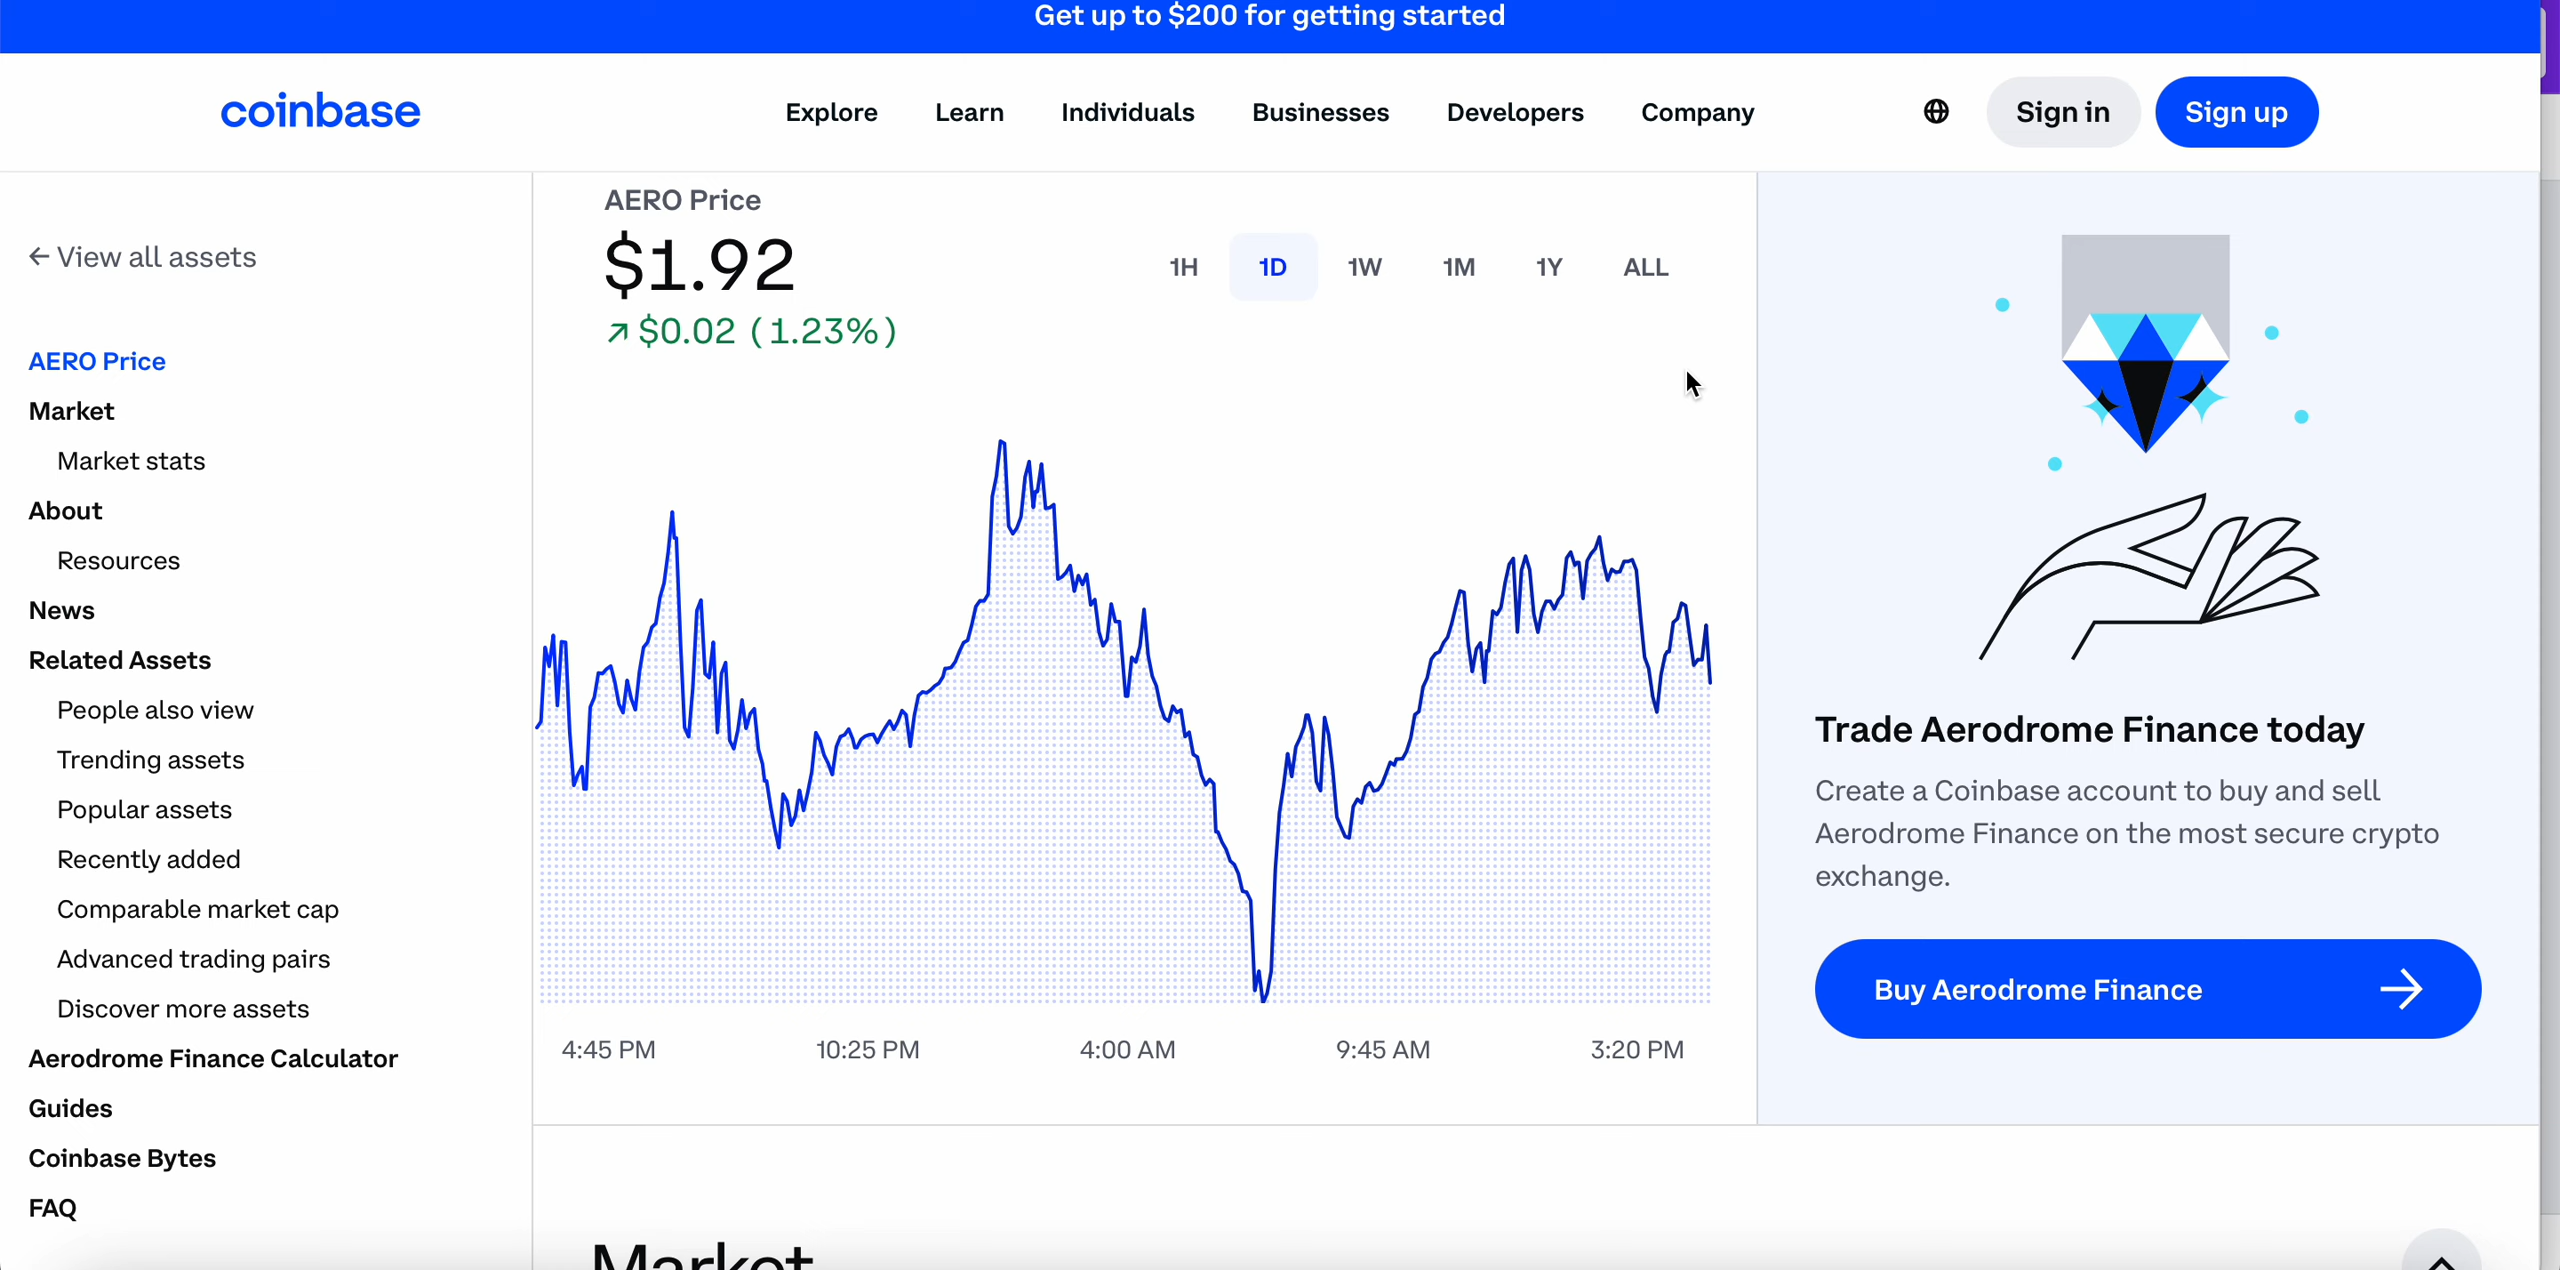 Get up to $200 for getting started
coinbase
Explore
Learn
Individuals
Businesses
Developers
Company
Sign in
Sign up
← View all assets
AERO Price
Market
Market stats
About
Resources
News
Related Assets
People also view
Trending assets
Popular assets
Recently added
Comparable market cap
Advanced trading pairs
Discover more assets
Aerodrome Finance Calculator
Guides
Coinbase Bytes
FAQ
AERO Price
$1.92
↗ $0.02 (1.23%)
1H
1D
1W
1M
1Y
ALL
4:45 PM
10:25 PM
4:00 AM
9:45 AM
3:20 PM
Trade Aerodrome Finance today
Create a Coinbase account to buy and sell
Aerodrome Finance on the most secure crypto
exchange.
Buy Aerodrome Finance
Market